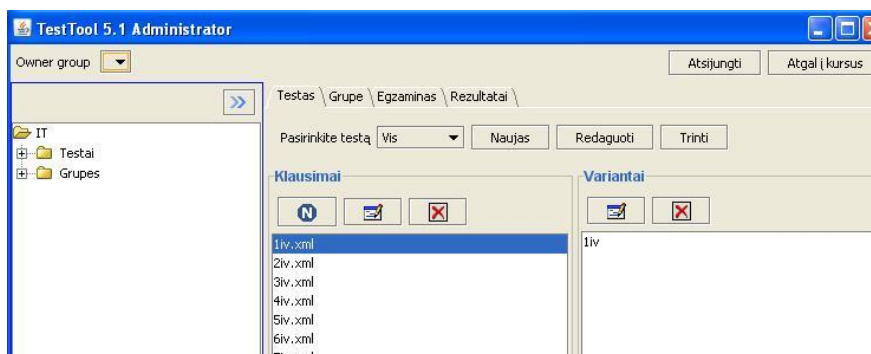 TestTool 5.1 Administrator
Owner group
Atsijungti
Atgal į kursus
Testas
Grupe
Egzaminas
Rezultatai
IT
Testai
Grupes
Pasirinkite testą
Vis
Naujas
Redaguoti
Trinti
Klausimai
N
1iv.xml
2iv.xml
3iv.xml
4iv.xml
5iv.xml
6iv.xml
Variantai
1iv